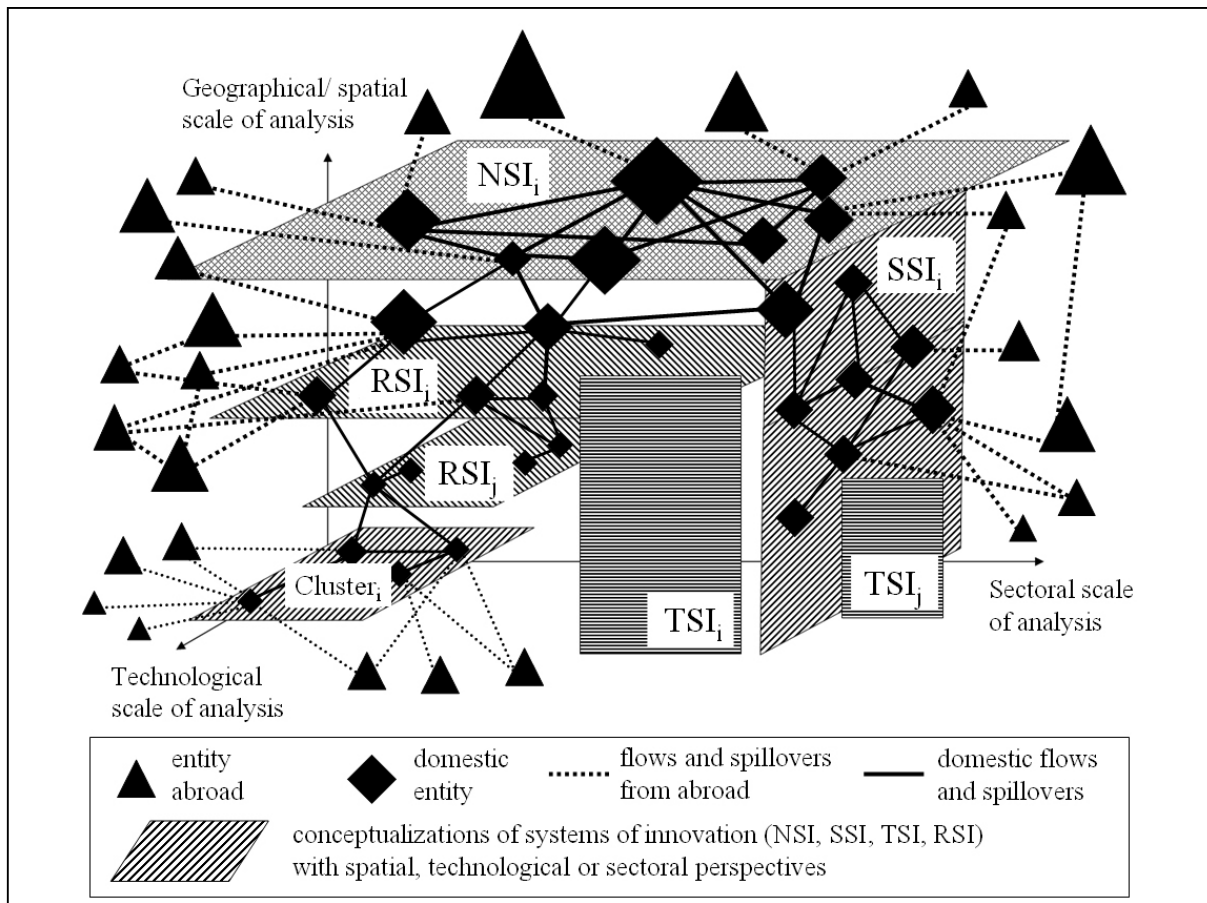 Geographical/ spatial
scale of analysis
NSIi
SSIi
RSIi
RSIj
Clusteri
TSIi
TSIj
Sectoral scale
of analysis
Technological
scale of analysis
entity
abroad
domestic
entity
flows and spillovers
from abroad
domestic flows
and spillovers
conceptualizations of systems of innovation (NSI, SSI, TSI, RSI)
with spatial, technological or sectoral perspectives